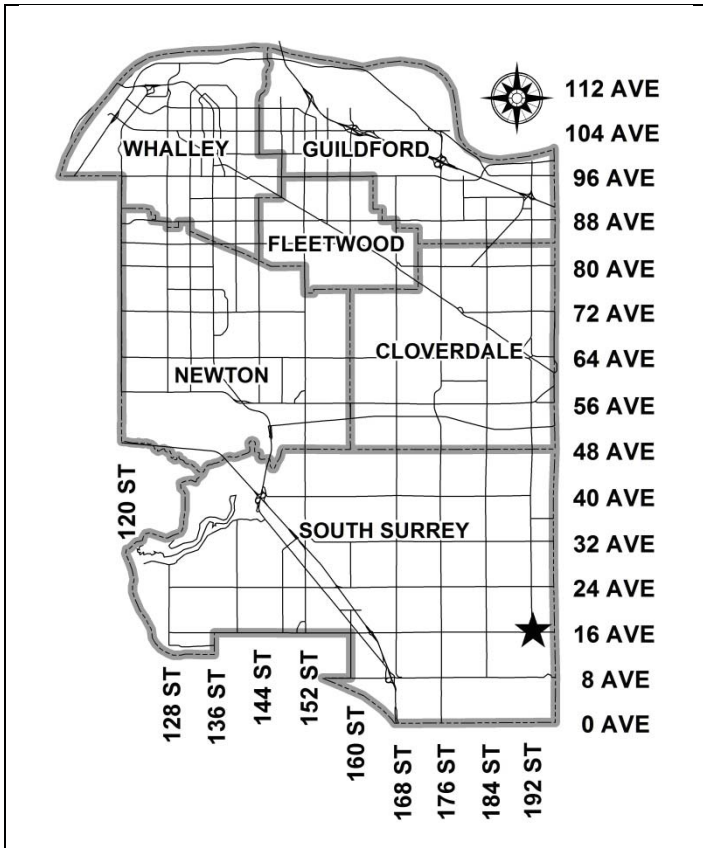 112 AVE
104 AVE
WHALLEY
GUILDFORD
96 AVE
88 AVE
FLEETWOOD
80 AVE
72 AVE
CLOVERDALE
64 AVE
NEWTON
56 AVE
48 AVE
120 ST
40 AVE
SOUTH SURREY
32 AVE
24 AVE
16 AVE
128 ST
136 ST
144 ST
152 ST
160 ST
8 AVE
168 ST
176 ST
184 ST
192 ST
0 AVE